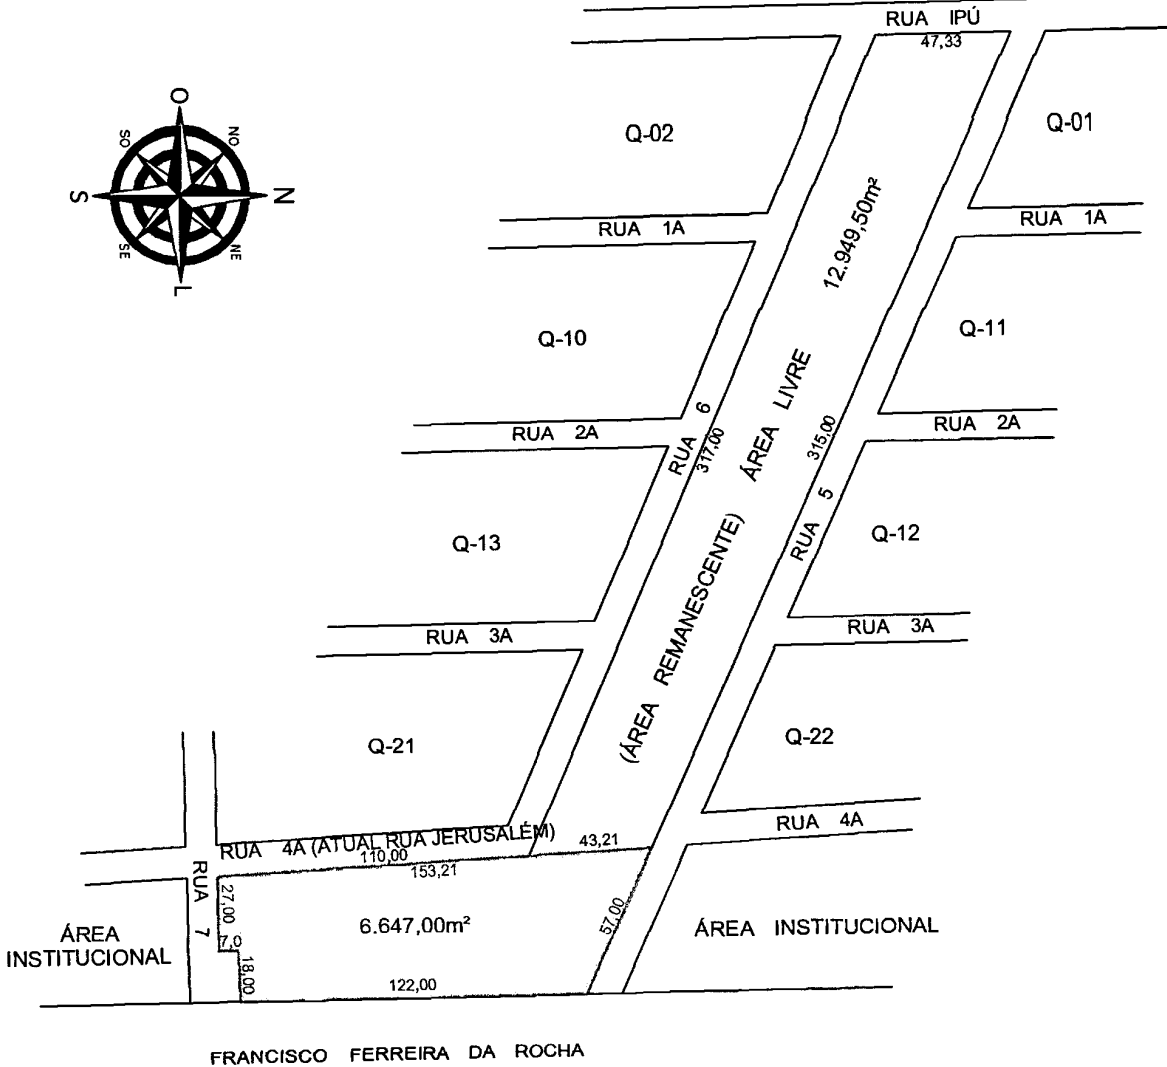 RUA IPÚ
47,33
O
SO
NO
S
N
SE
NE
L
Q-02
Q-01
12.949,50m²
RUA 1A
RUA 1A
Q-10
Q-11
RUA 6
317,00
ÁREA LIVRE
315,00
RUA 2A
RUA 2A
RUA 5
Q-13
Q-12
(ÁREA REMANESCENTE)
RUA 3A
RUA 3A
Q-21
Q-22
RUA 4A (ATUAL RUA JERUSALÉM)
110,00
43,21
RUA 4A
153,21
RUA 7
27,00
7,0
18,00
6.647,00m²
57,00
ÁREA
INSTITUCIONAL
ÁREA INSTITUCIONAL
122,00
FRANCISCO FERREIRA DA ROCHA